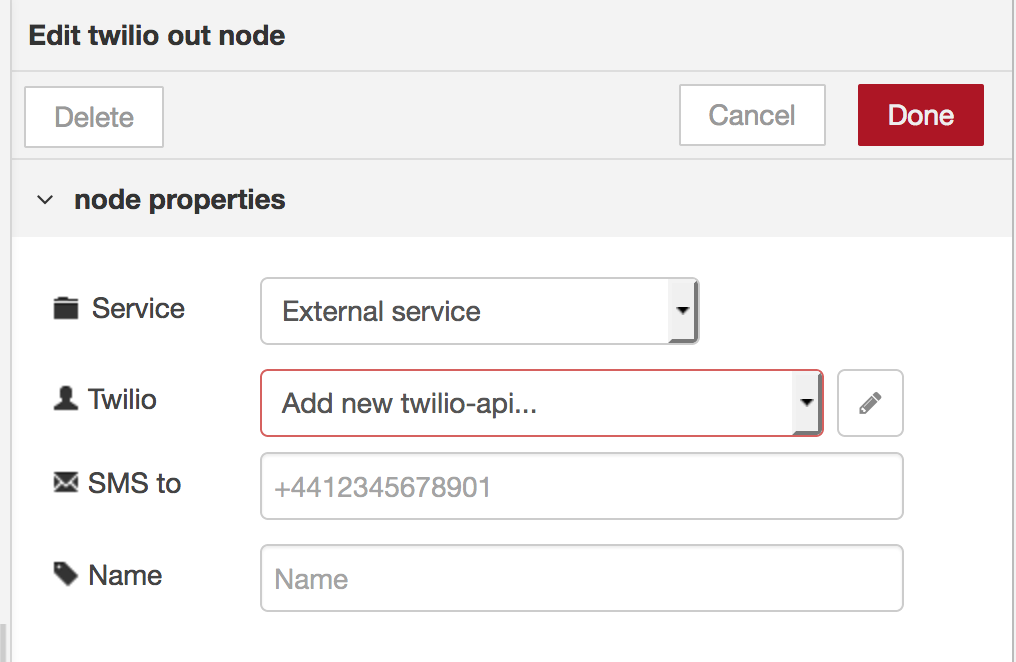 Edit twilio out node
Delete
Cancel
Done
node properties
Service
External service
Twilio
Add new twilio-api...
SMS to
+4412345678901
Name
Name